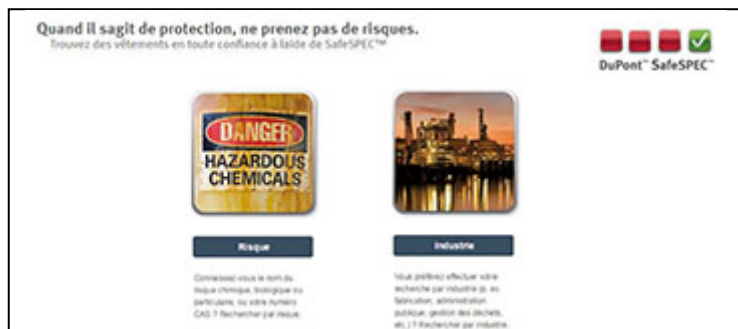 Quand il sagit de protection, ne prenez pas de risques.
Trouvez des vêtements en toute confiance à laide de SafeSPEC™
DuPont™ SafeSPEC™
DANGER
HAZARDOUS
CHEMICALS
Risque
Connaissez-vous le nom du
risque chimique, biologique ou
particulaire, ou votre numéro
CAS ? Rechercher par risque.
Industrie
Vous préférez effectuer votre
recherche par industrie (p. ex.
fabrication, administration
publique, gestion des déchets,
etc.) ? Rechercher par industrie.